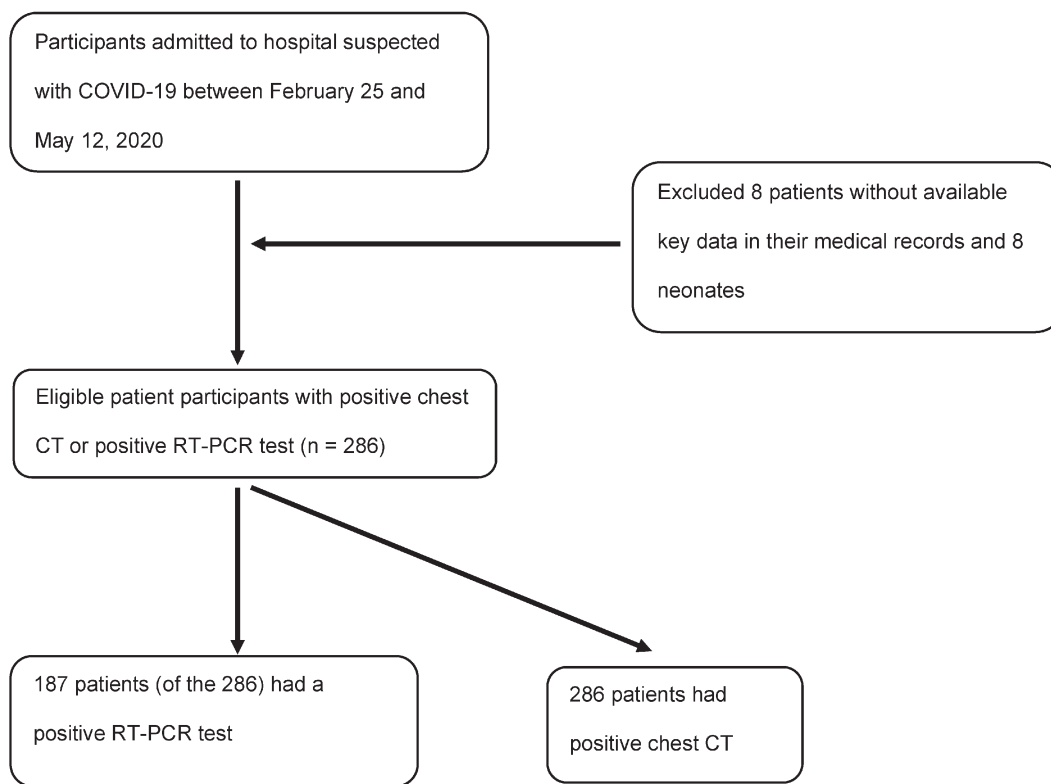 Participants admitted to hospital suspected
with COVID-19 between February 25 and
May 12, 2020
Excluded 8 patients without available
key data in their medical records and 8
neonates
Eligible patient participants with positive chest
CT or positive RT-PCR test (n = 286)
187 patients (of the 286) had a
positive RT-PCR test
286 patients had
positive chest CT